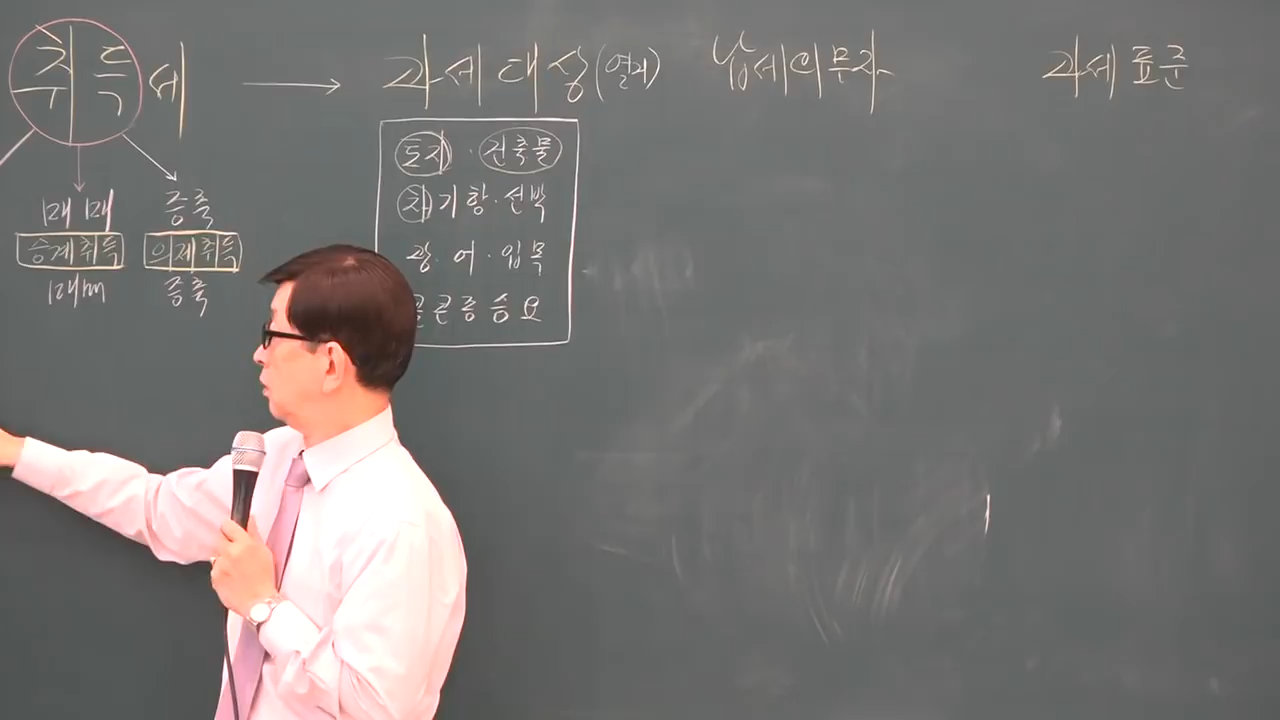 취득세 → 과세대상(열거) 납세의무자 과세표준
토지 · 건축물
차기항 · 선박
광 · 어 · 입목
골콘종승요
매매 증축
승계취득 의제취득
매매 증축